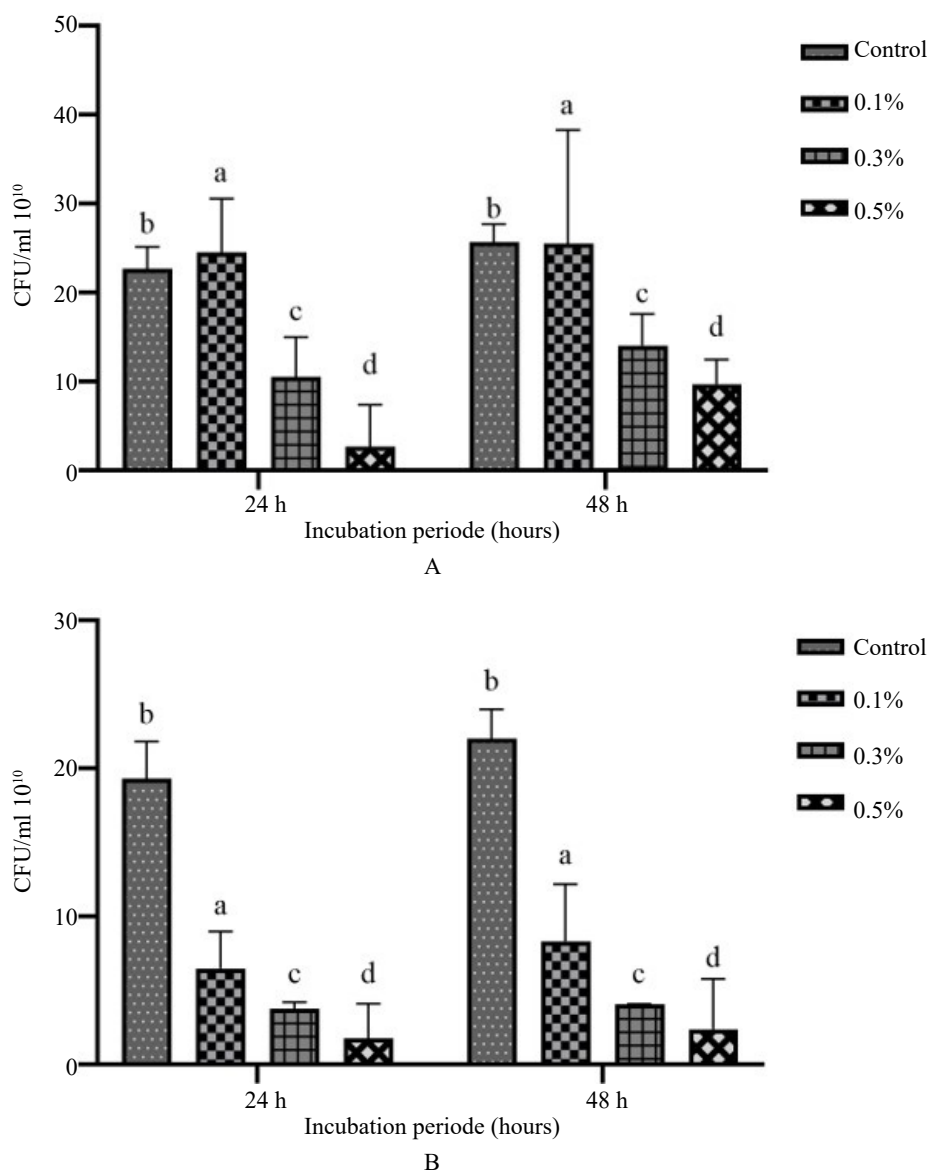 50
40
30
20
10
0
CFU/ml 10¹⁰
b
a
c
d
b
a
c
d
24 h
48 h
Incubation periode (hours)
A
Control
0.1%
0.3%
0.5%
30
20
10
0
CFU/ml 10¹⁰
b
a
c
d
b
a
c
d
24 h
48 h
Incubation periode (hours)
B
Control
0.1%
0.3%
0.5%